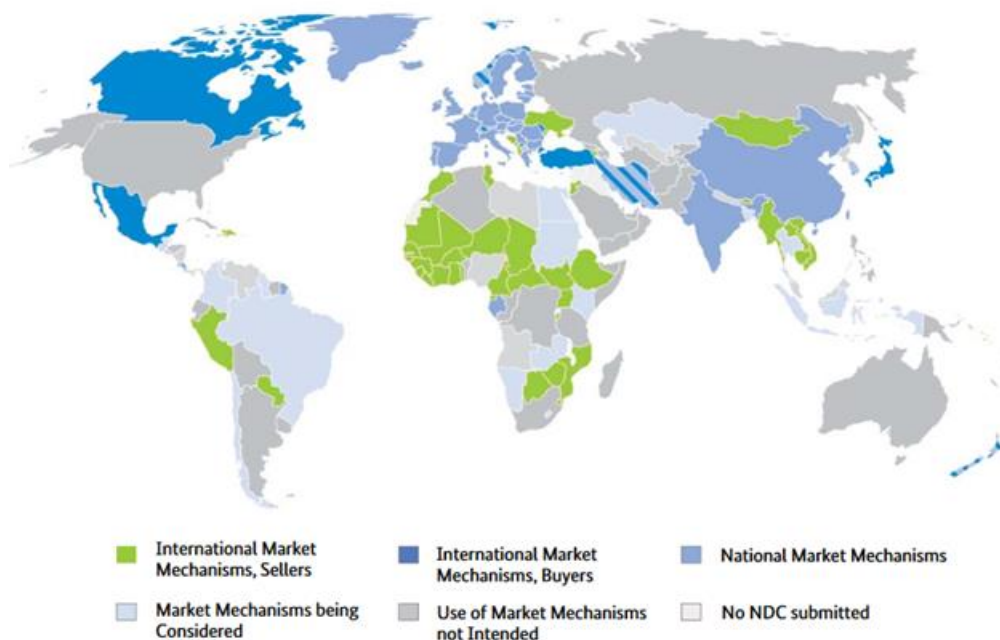 International Market
Mechanisms, Sellers
International Market
Mechanisms, Buyers
National Market Mechanisms
Market Mechanisms being
Considered
Use of Market Mechanisms
not Intended
No NDC submitted